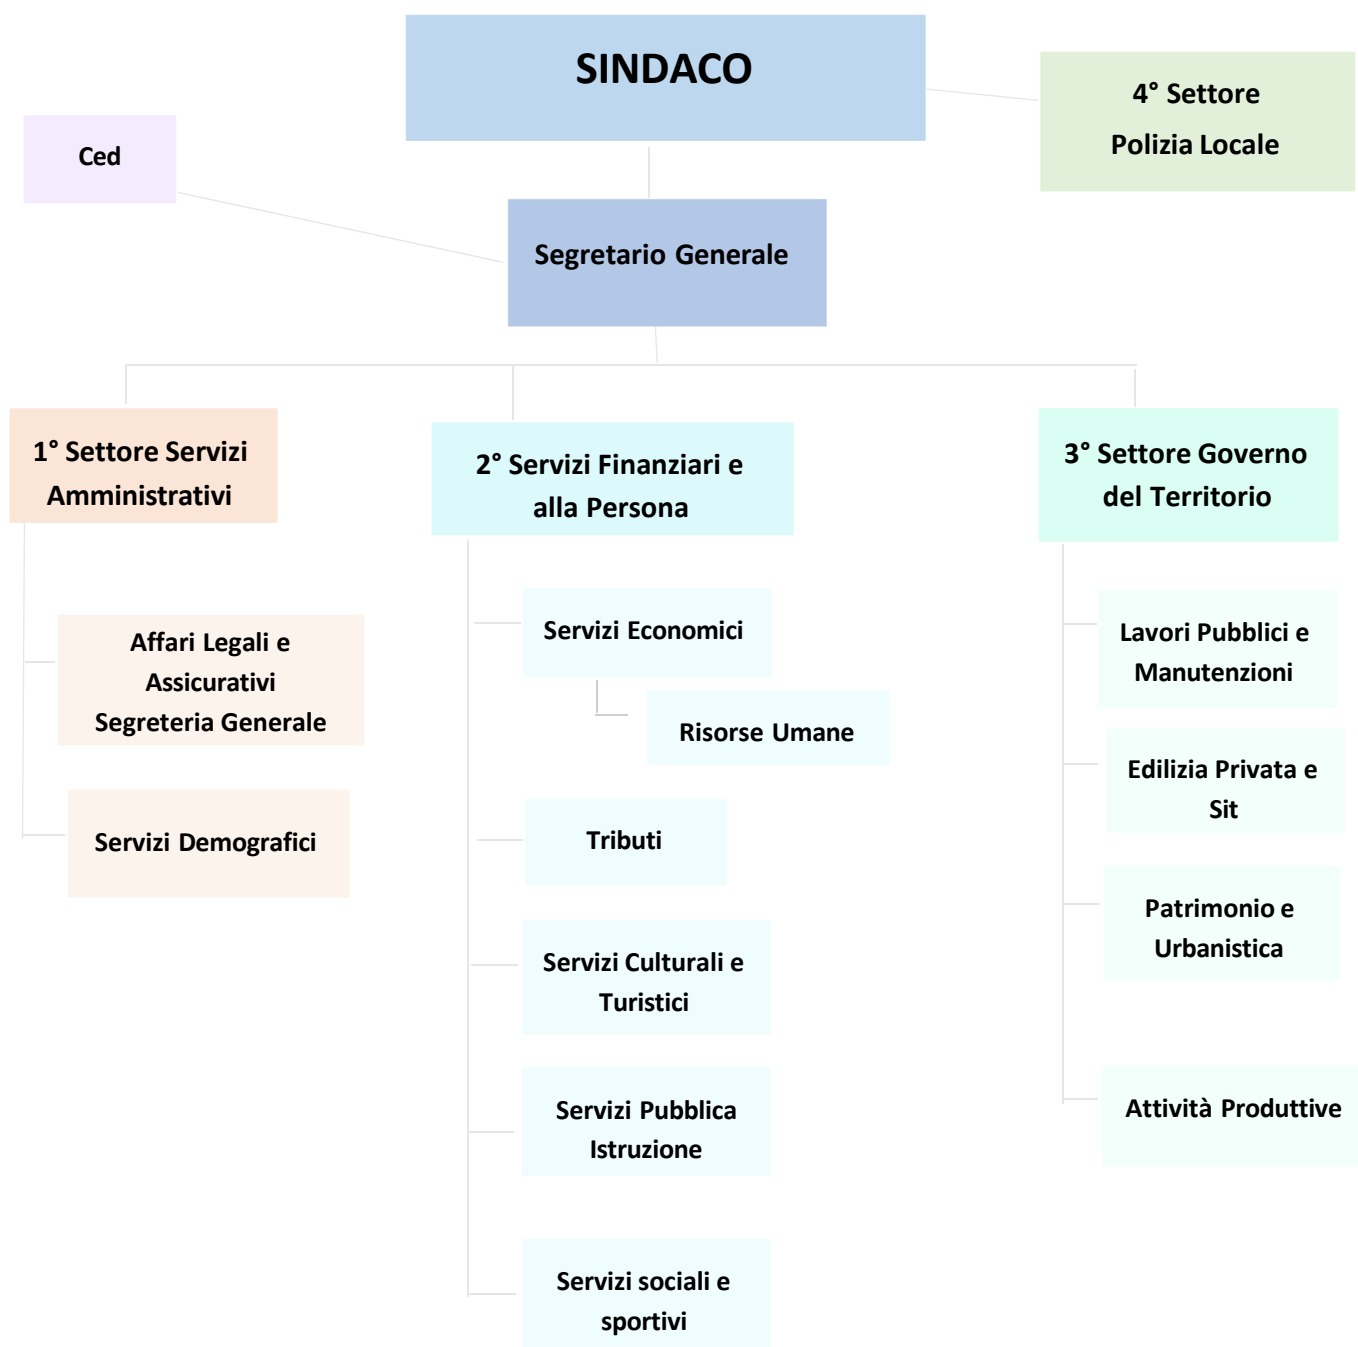 SINDACO
4° Settore
Polizia Locale
Ced
Segretario Generale
1° Settore Servizi
Amministrativi
Affari Legali e
Assicurativi
Segreteria Generale
Servizi Demografici
2° Servizi Finanziari e
alla Persona
Servizi Economici
Risorse Umane
Tributi
Servizi Culturali e
Turistici
Servizi Pubblica
Istruzione
Servizi sociali e
sportivi
3° Settore Governo
del Territorio
Lavori Pubblici e
Manutenzioni
Edilizia Privata e
Sit
Patrimonio e
Urbanistica
Attività Produttive